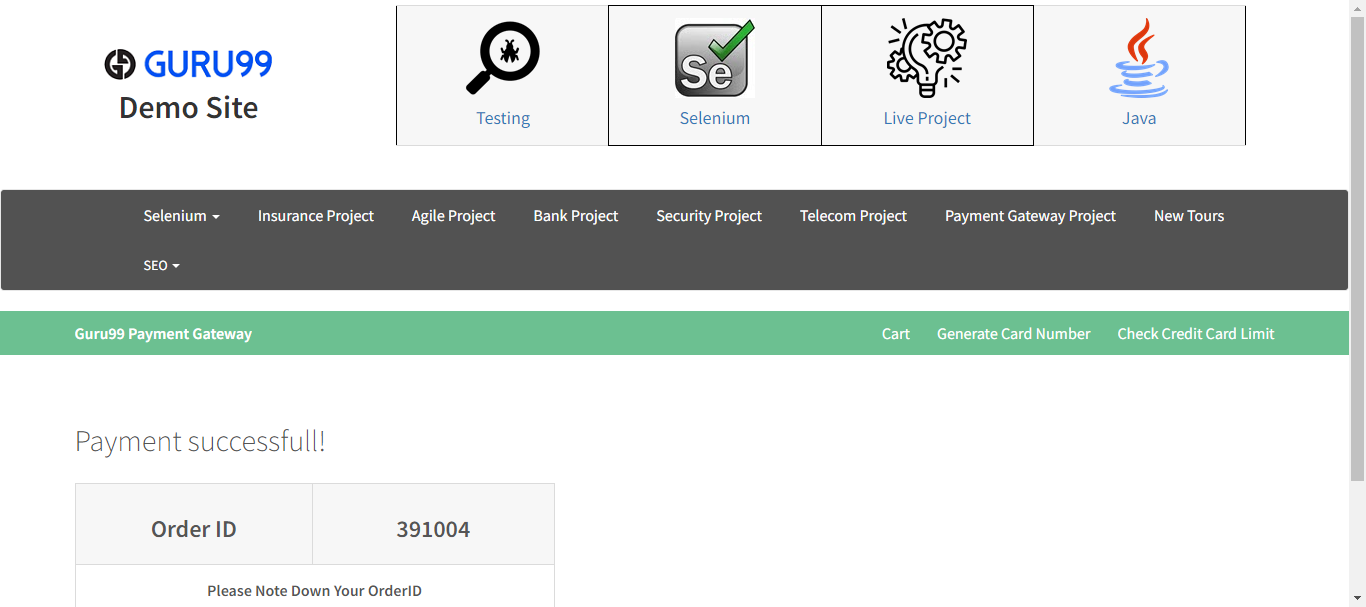 GURU99
Demo Site
Testing
Se
Selenium
Live Project
Java
Selenium
Insurance Project
Agile Project
Bank Project
Security Project
Telecom Project
Payment Gateway Project
New Tours
SEO
Guru99 Payment Gateway
Cart
Generate Card Number
Check Credit Card Limit
Payment successfull!
Order ID
391004
Please Note Down Your OrderID